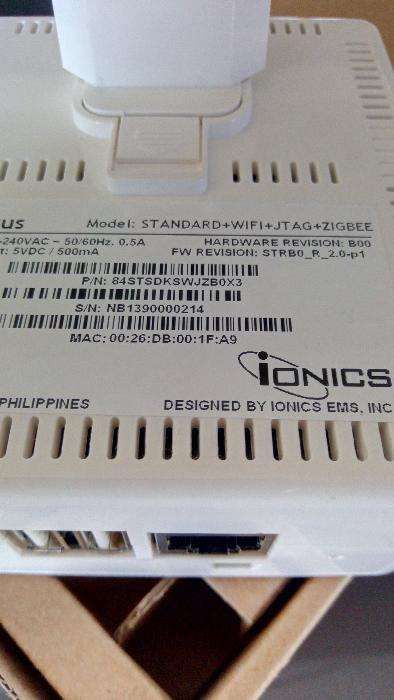 Model: STANDARD+WIFI+JTAG+ZIGBEE
-240VAC ~ 50/60Hz. 0.5A
HARDWARE REVISION: B00
5VDC / 500mA
FW REVISION: STRB0_R_2.0-p1
P/N: 84STSDKSWJZB0X3
S/N: NB1390000214
MAC: 00:26:DB:00:1F:A9
iONICS
PHILIPPINES
DESIGNED BY IONICS EMS, INC